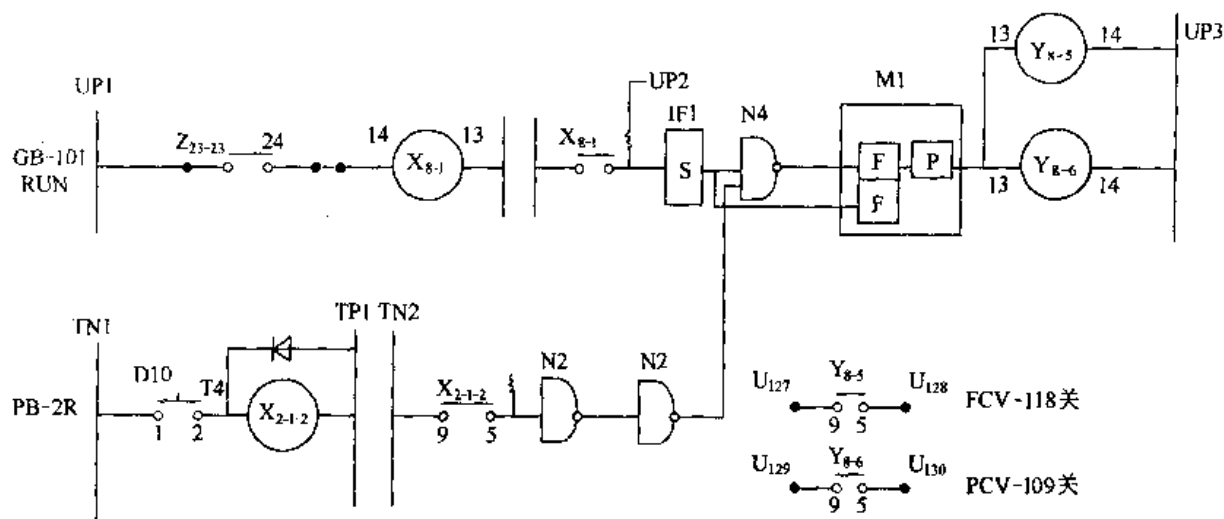 UP1
GB-101
RUN
Z23-23
24
14
X8-1
13
X8-1
UP2
IF1
S
N4
M1
F
P
F
13
Y8-5
14
UP3
13
Y8-6
14
TN1
PB-2R
D10
1
2
T4
X2-1-2
TP1
TN2
X2-1-2
9
5
N2
N2
U127
Y8-5
U128
FCV-118关
9
5
U129
Y8-6
U130
PCV-109关
9
5